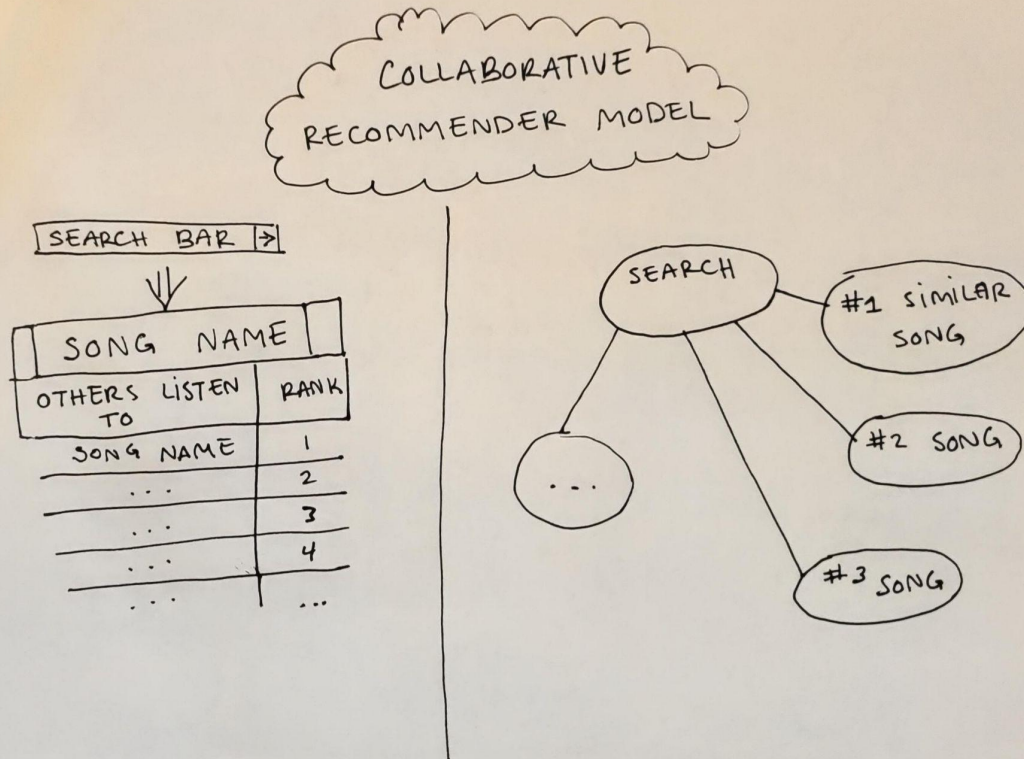 COLLABORATIVE
RECOMMENDER MODEL
SEARCH BAR →
SONG NAME
OTHERS LISTEN TO
RANK
SONG NAME 1
... 2
... 3
... 4
... ...
SEARCH
#1 SIMILAR
SONG
#2 SONG
#3 SONG
...